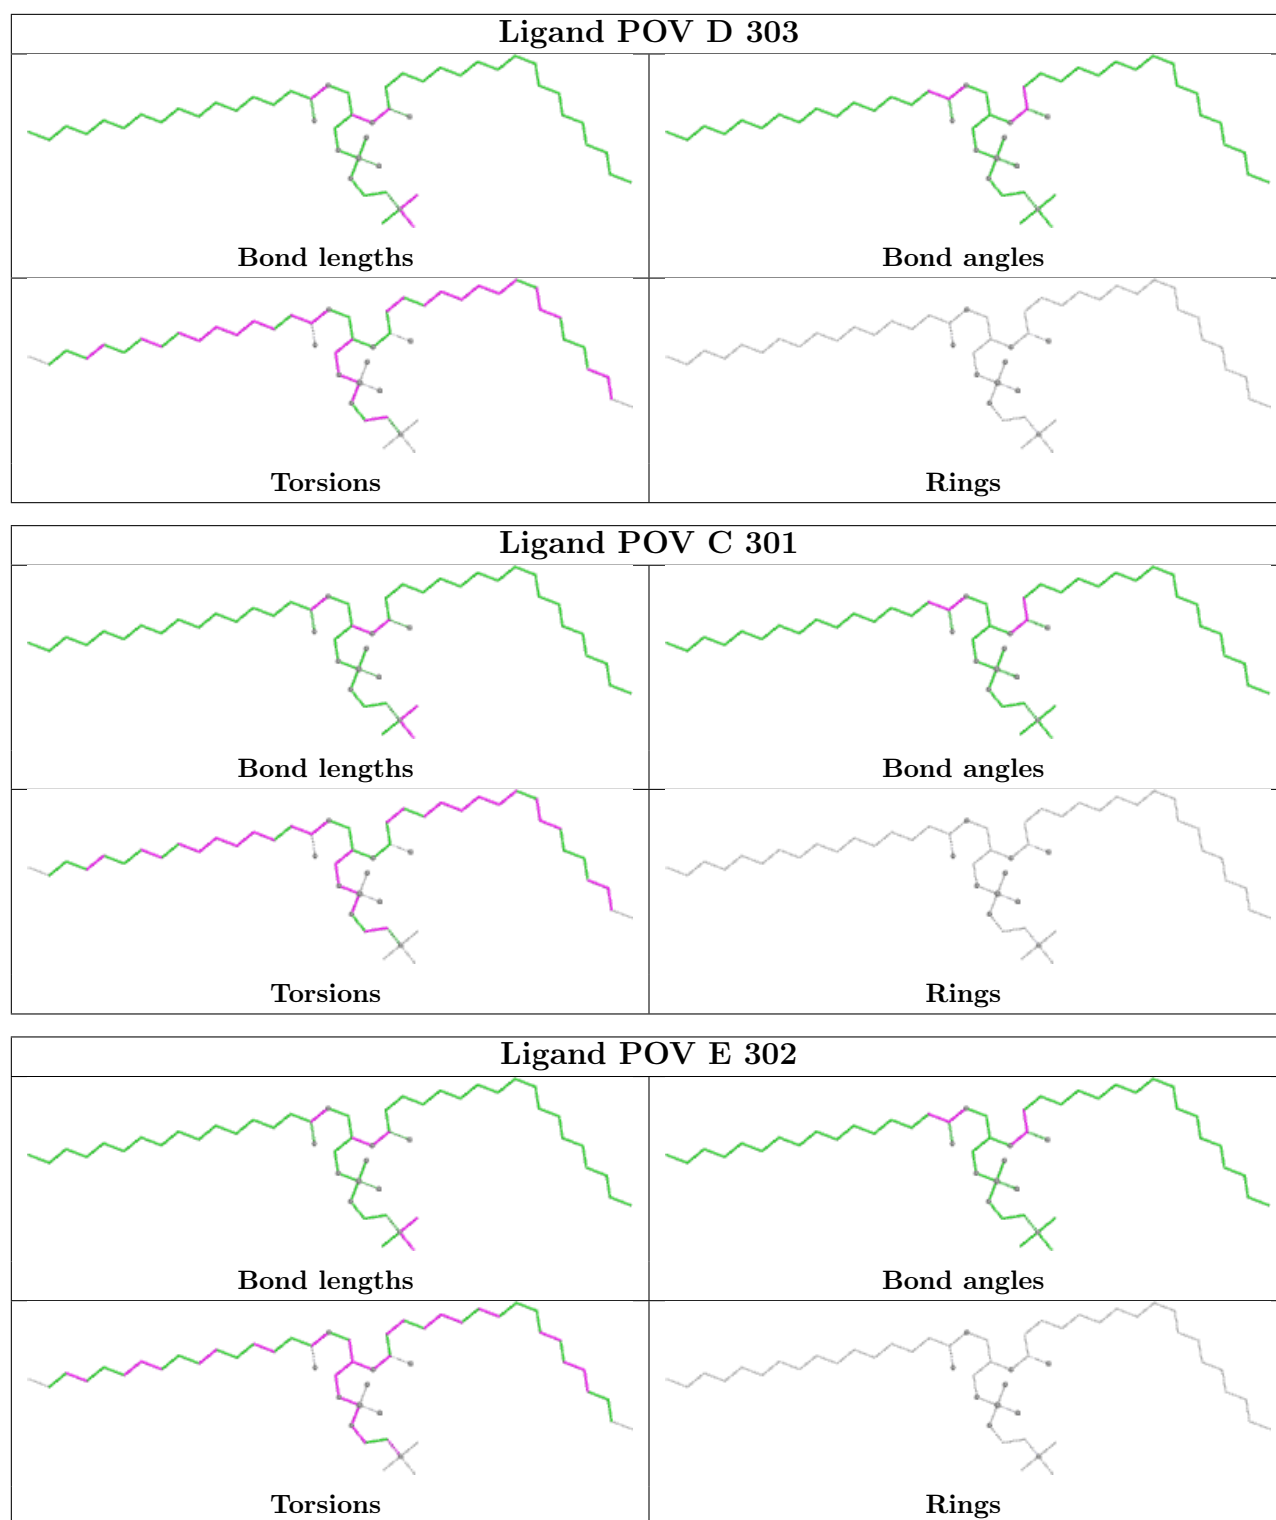 Ligand POV D 303
Bond lengths
Bond angles
Torsions
Rings
Ligand POV C 301
Bond lengths
Bond angles
Torsions
Rings
Ligand POV E 302
Bond lengths
Bond angles
Torsions
Rings